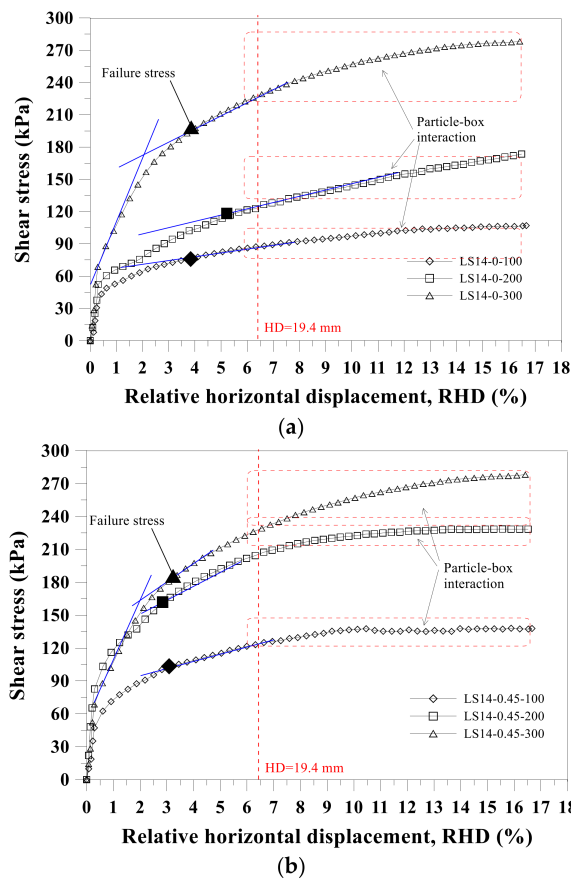 (a)
300
270
240
210
180
150
120
90
60
30
0
Shear stress (kPa)
Failure stress
Particle-box
interaction
LS14-0-100
LS14-0-200
LS14-0-300
HD=19.4 mm
0 1 2 3 4 5 6 7 8 9 10 11 12 13 14 15 16 17 18
Relative horizontal displacement, RHD (%)
(a)
300
270
240
210
180
150
120
90
60
30
0
Shear stress (kPa)
Failure stress
Particle-box
interaction
LS14-0.45-100
LS14-0.45-200
LS14-0.45-300
HD=19.4 mm
0 1 2 3 4 5 6 7 8 9 10 11 12 13 14 15 16 17 18
Relative horizontal displacement, RHD (%)
(b)